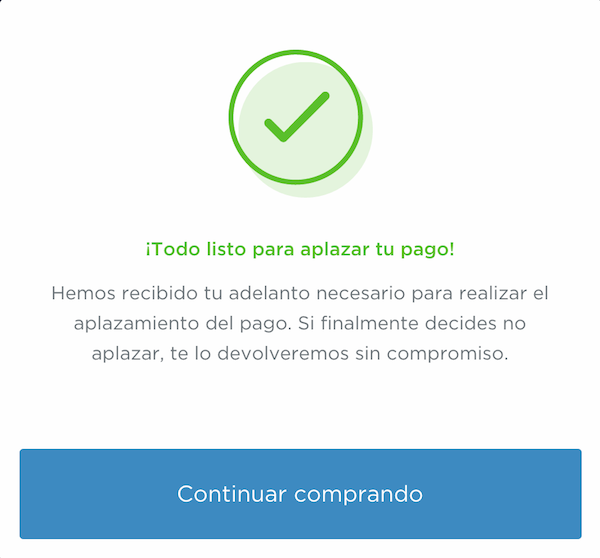 ¡Todo listo para aplazar tu pago!
Hemos recibido tu adelanto necesario para realizar el
aplazamiento del pago. Si finalmente decides no
aplazar, te lo devolveremos sin compromiso.
Continuar comprando